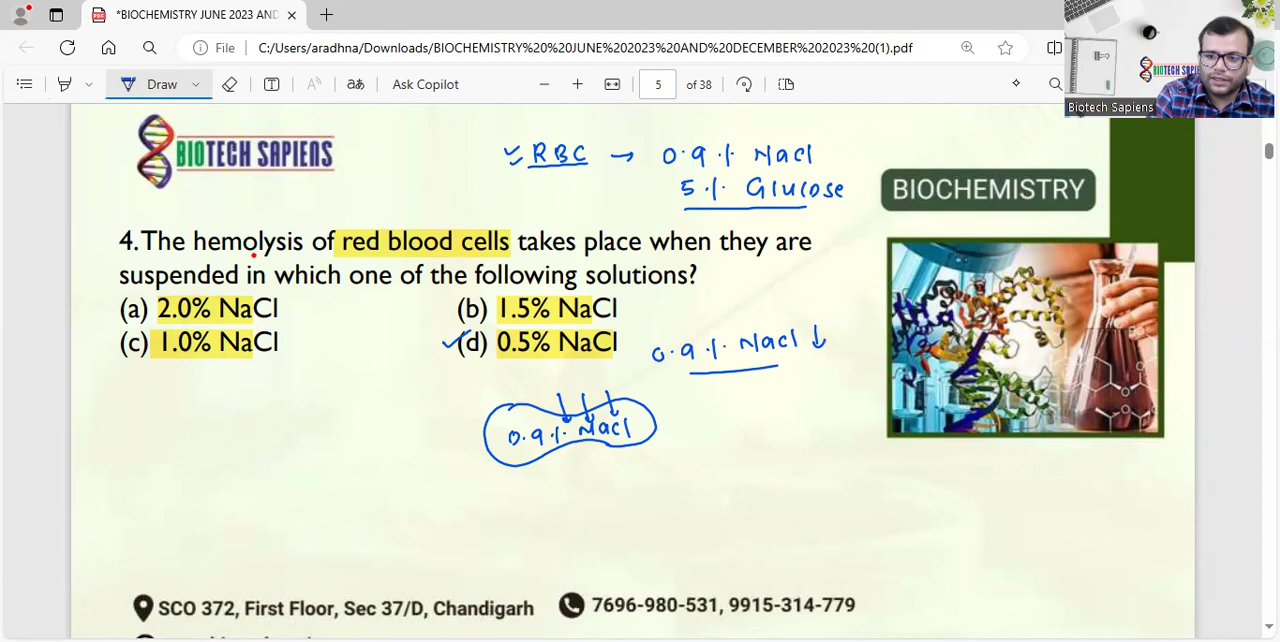 *BIOCHEMISTRY JUNE 2023 AND
File C:/Users/aradhna/Downloads/BIOCHEMISTRY%20%20JUNE%202023%20AND%20DECEMBER%202023%20(1).pdf
Draw Ask Copilot 5 of 38
Biotech Sapiens
BIOTECH SAPIENS
RBC → 0.9% NaCl
5% Glucose
BIOCHEMISTRY
4.The hemolysis of red blood cells takes place when they are
suspended in which one of the following solutions?
(a) 2.0% NaCl (b) 1.5% NaCl
(c) 1.0% NaCl (d) 0.5% NaCl
0.9% NaCl ↓
0.9% NaCl
SCO 372, First Floor, Sec 37/D, Chandigarh 7696-980-531, 9915-314-779